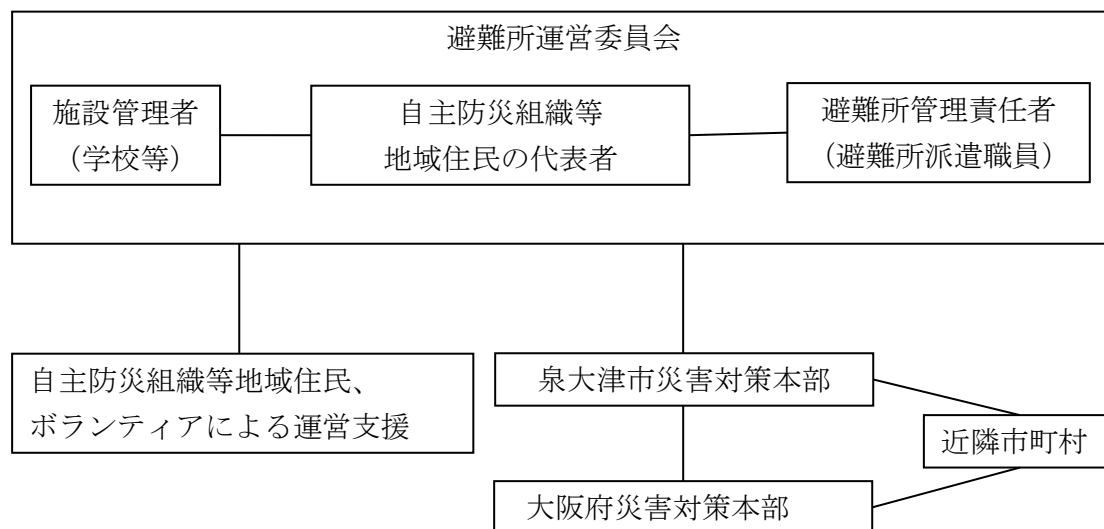 避難所運営委員会
施設管理者
（学校等）
自主防災組織等
地域住民の代表者
避難所管理責任者
（避難所派遣職員）
自主防災組織等地域住民、
ボランティアによる運営支援
泉大津市災害対策本部
近隣市町村
大阪府災害対策本部